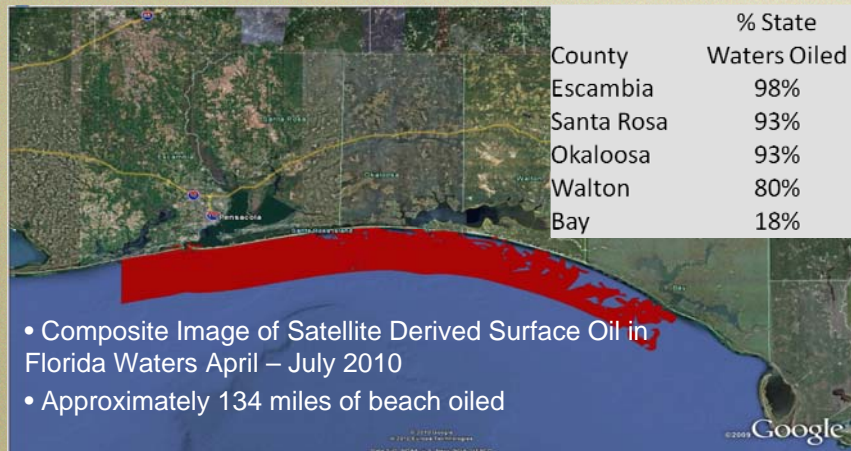 % State
County Waters Oiled
Escambia 98%
Santa Rosa 93%
Okaloosa 93%
Walton 80%
Bay 18%
Santa Rosa
Escambia
Okaloosa
Walton
Pensacola
Bay
• Composite Image of Satellite Derived Surface Oil in
Florida Waters April – July 2010
• Approximately 134 miles of beach oiled
©2009 Google